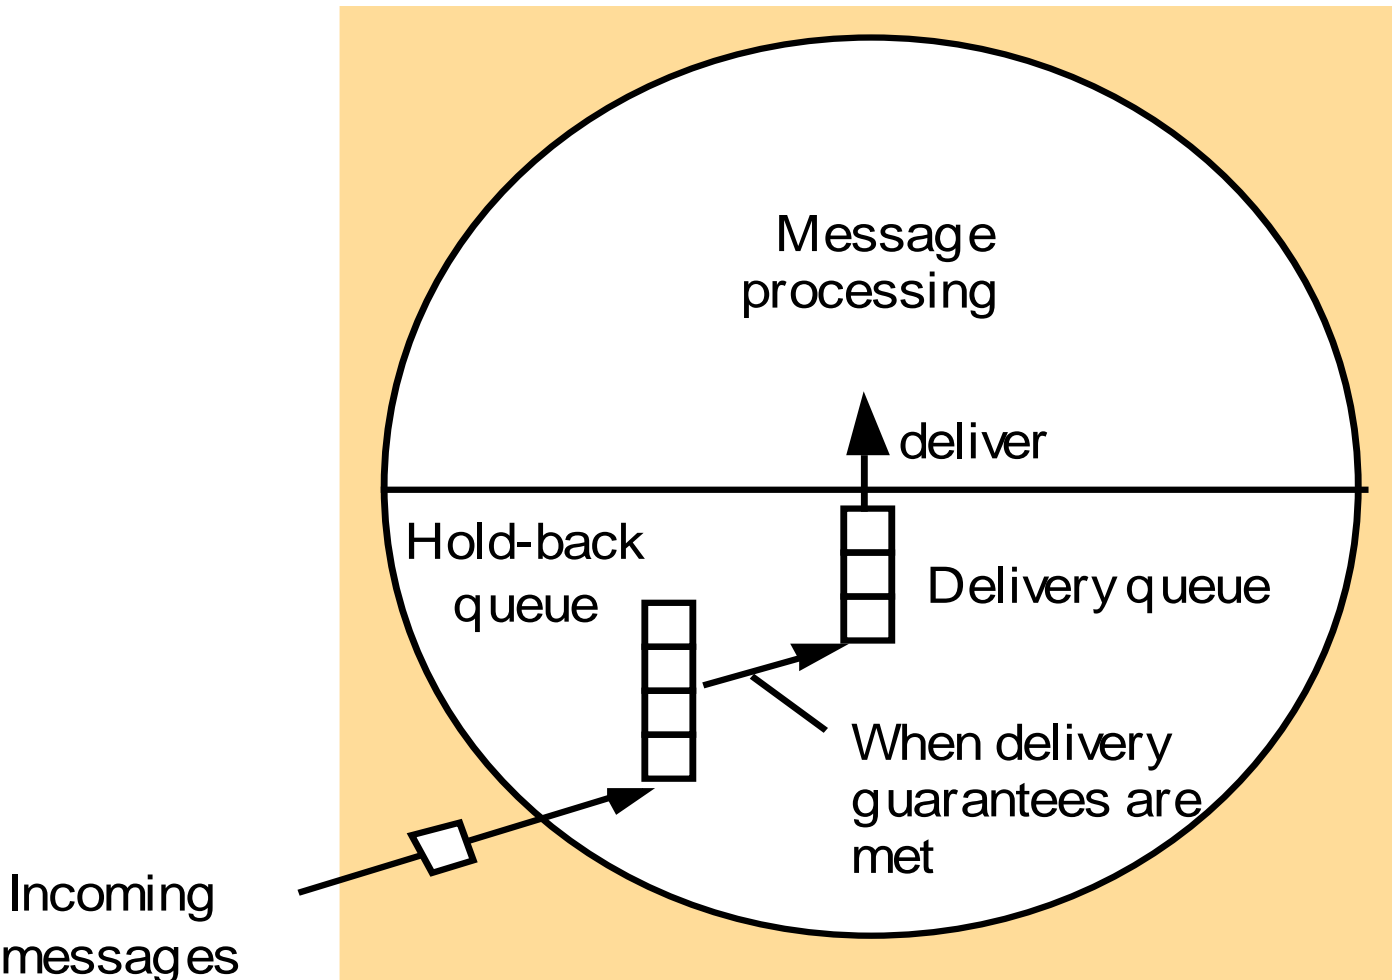 Message
processing
deliver
Hold-back
queue
Delivery queue
When delivery
guarantees are
met
Incoming
messages